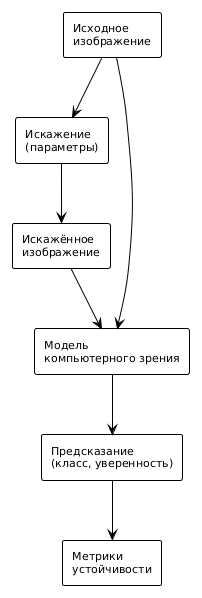 Исходное
изображение
Искажение
(параметры)
Искажённое
изображение
Модель
компьютерного зрения
Предсказание
(класс, уверенность)
Метрики
устойчивости